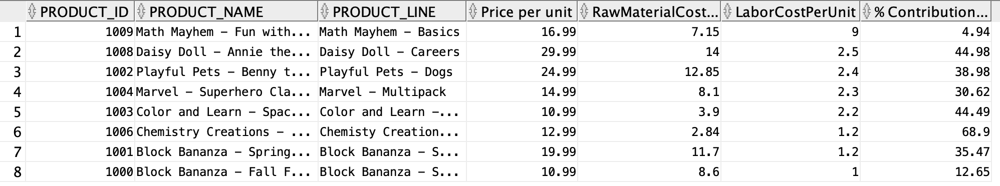 PRODUCT_ID PRODUCT_NAME PRODUCT_LINE Price per unit RawMaterialCost... LaborCostPerUnit % Contribution...
1 1009 Math Mayhem – Fun with... Math Mayhem – Basics 16.99 7.15 9 4.94
2 1008 Daisy Doll – Annie the... Daisy Doll – Careers 29.99 14 2.5 44.98
3 1002 Playful Pets – Benny t... Playful Pets – Dogs 24.99 12.85 2.4 38.98
4 1004 Marvel – Superhero Cla... Marvel – Multipack 14.99 8.1 2.3 30.62
5 1003 Color and Learn – Spac... Color and Learn –... 10.99 3.9 2.2 44.49
6 1006 Chemistry Creations – ... Chemisty Creation... 12.99 2.84 1.2 68.9
7 1001 Block Bananza – Spring... Block Bananza – S... 19.99 11.7 1.2 35.47
8 1000 Block Bananza – Fall F... Block Bananza – S... 10.99 8.6 1 12.65